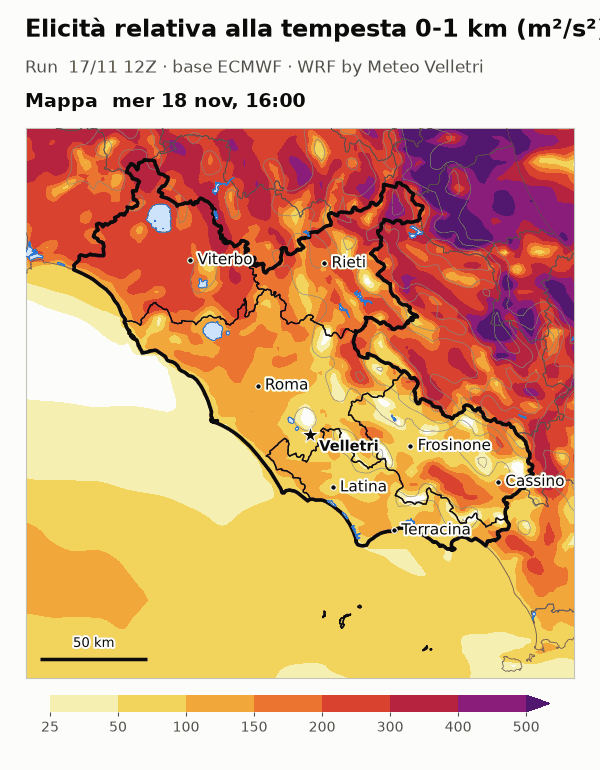 Elicità relativa alla tempesta 0-1 km (m²/s²)
Run 17/11 12Z · base ECMWF · WRF by Meteo Velletri
Mappa mer 18 nov, 16:00
Viterbo
Rieti
Roma
Velletri
Frosinone
Cassino
Latina
Terracina
50 km
25 50 100 150 200 300 400 500